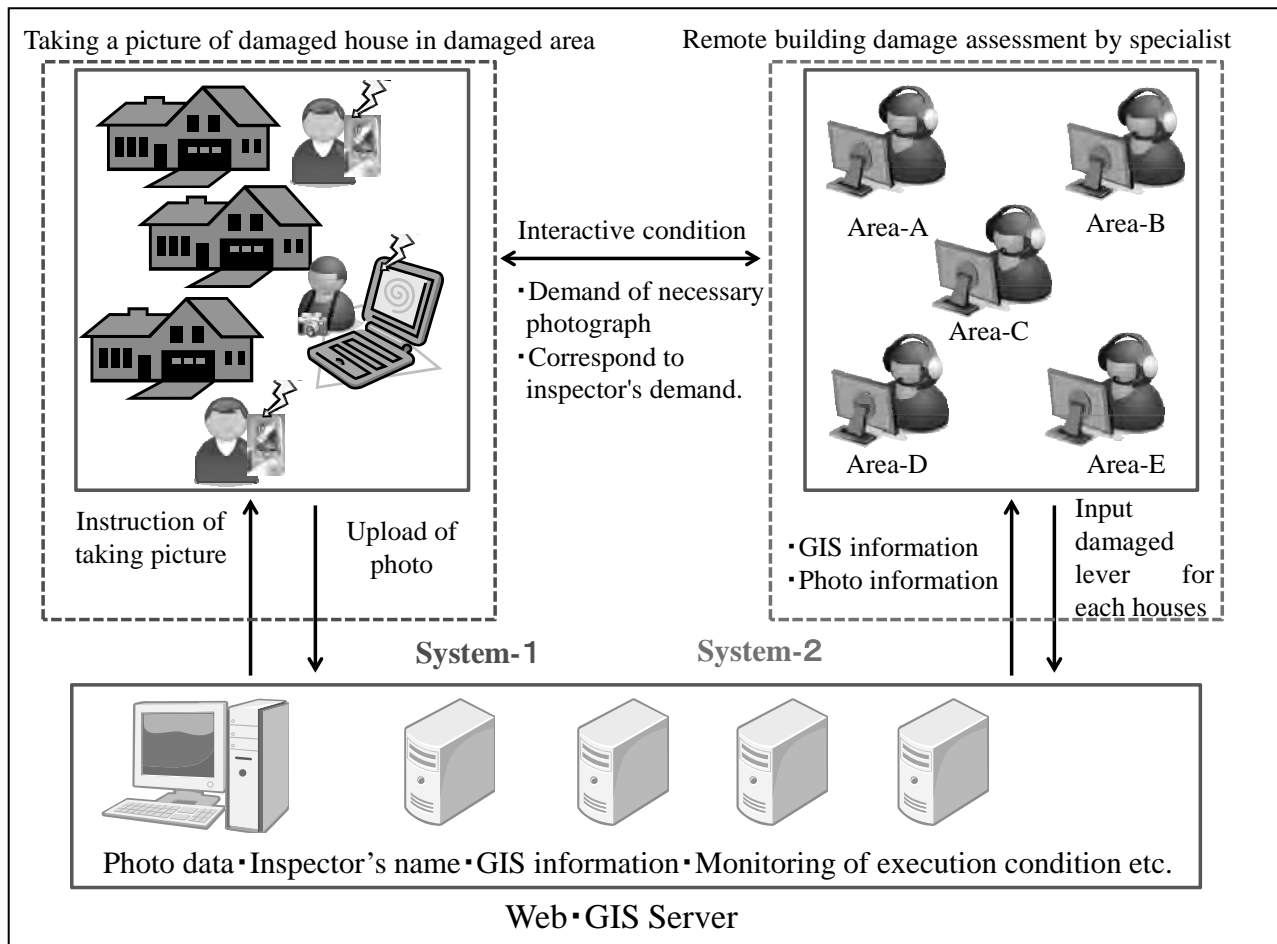 Taking a picture of damaged house in damaged area
Remote building damage assessment by specialist
Area-A
Area-B
Area-C
Area-D
Area-E
Interactive condition
・Demand of necessary
photograph
・Correspond to
inspector's demand.
Instruction of
taking picture
Upload of
photo
・GIS information
・Photo information
Input
damaged
lever for
each houses
System-1
System-2
Photo data・Inspector’s name・GIS information・Monitoring of execution condition etc.
Web・GIS Server